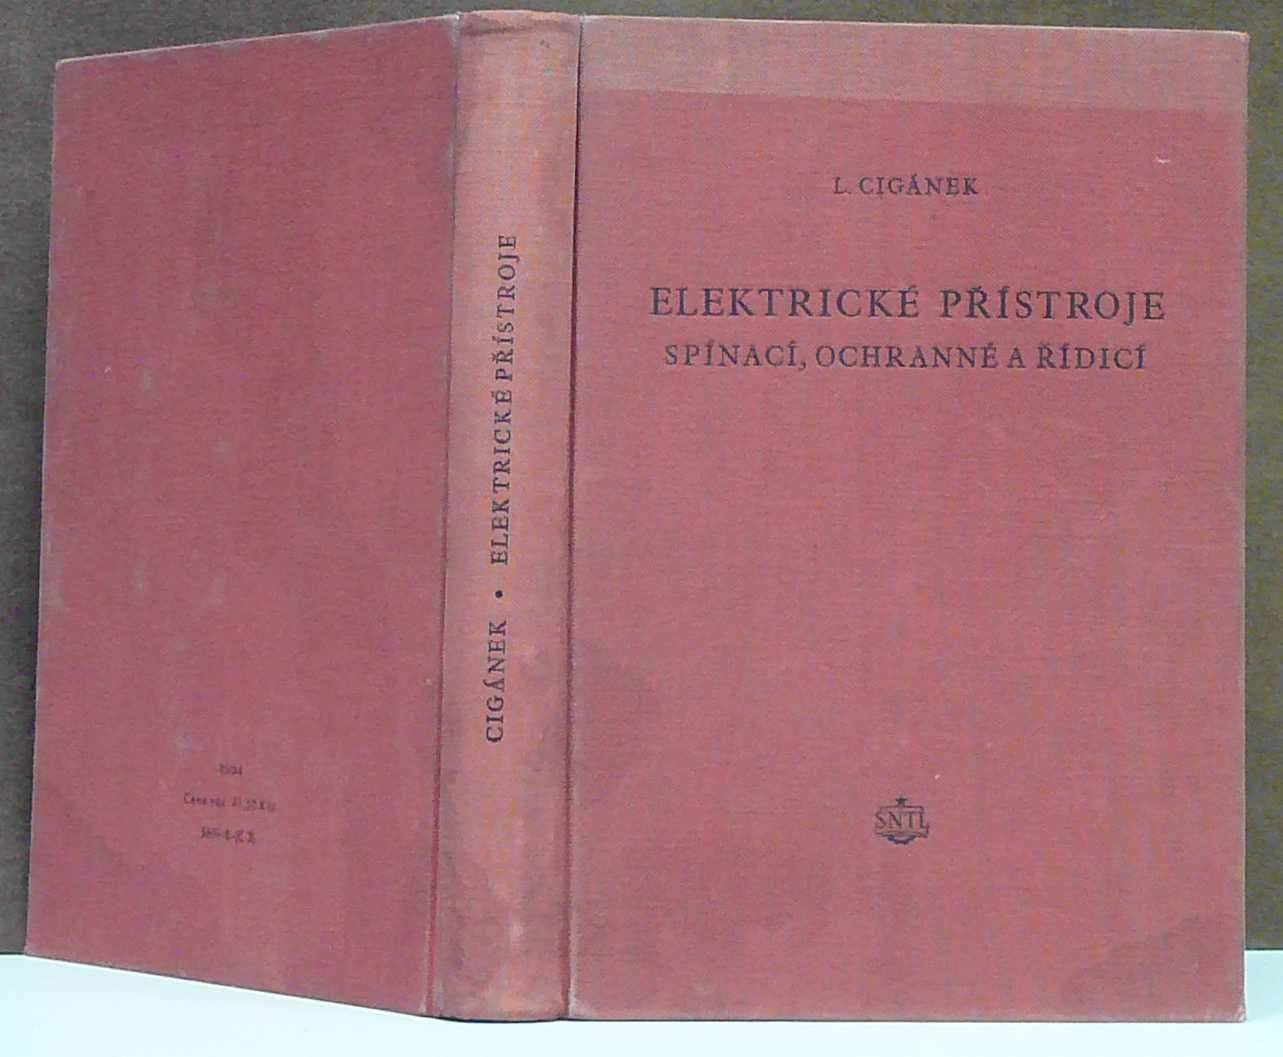 L. CIGÁNEK
ELEKTRICKÉ PŘÍSTROJE
SPÍNACÍ, OCHRANNÉ A ŘÍDICÍ
SNTL
CIGÁNEK • ELEKTRICKÉ PŘÍSTROJE